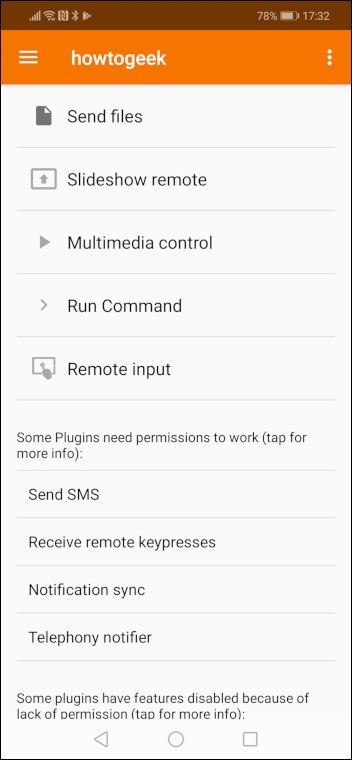 78% 17:32
howtogeek
Send files
Slideshow remote
Multimedia control
Run Command
Remote input
Some Plugins need permissions to work (tap for
more info):
Send SMS
Receive remote keypresses
Notification sync
Telephony notifier
Some plugins have features disabled because of
lack of permission (tap for more info):